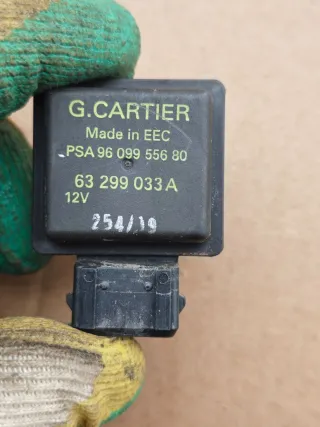 G.CARTIER
Made in EEC
PSA 96 099 556 80
63 299 033 A
12V
254/19